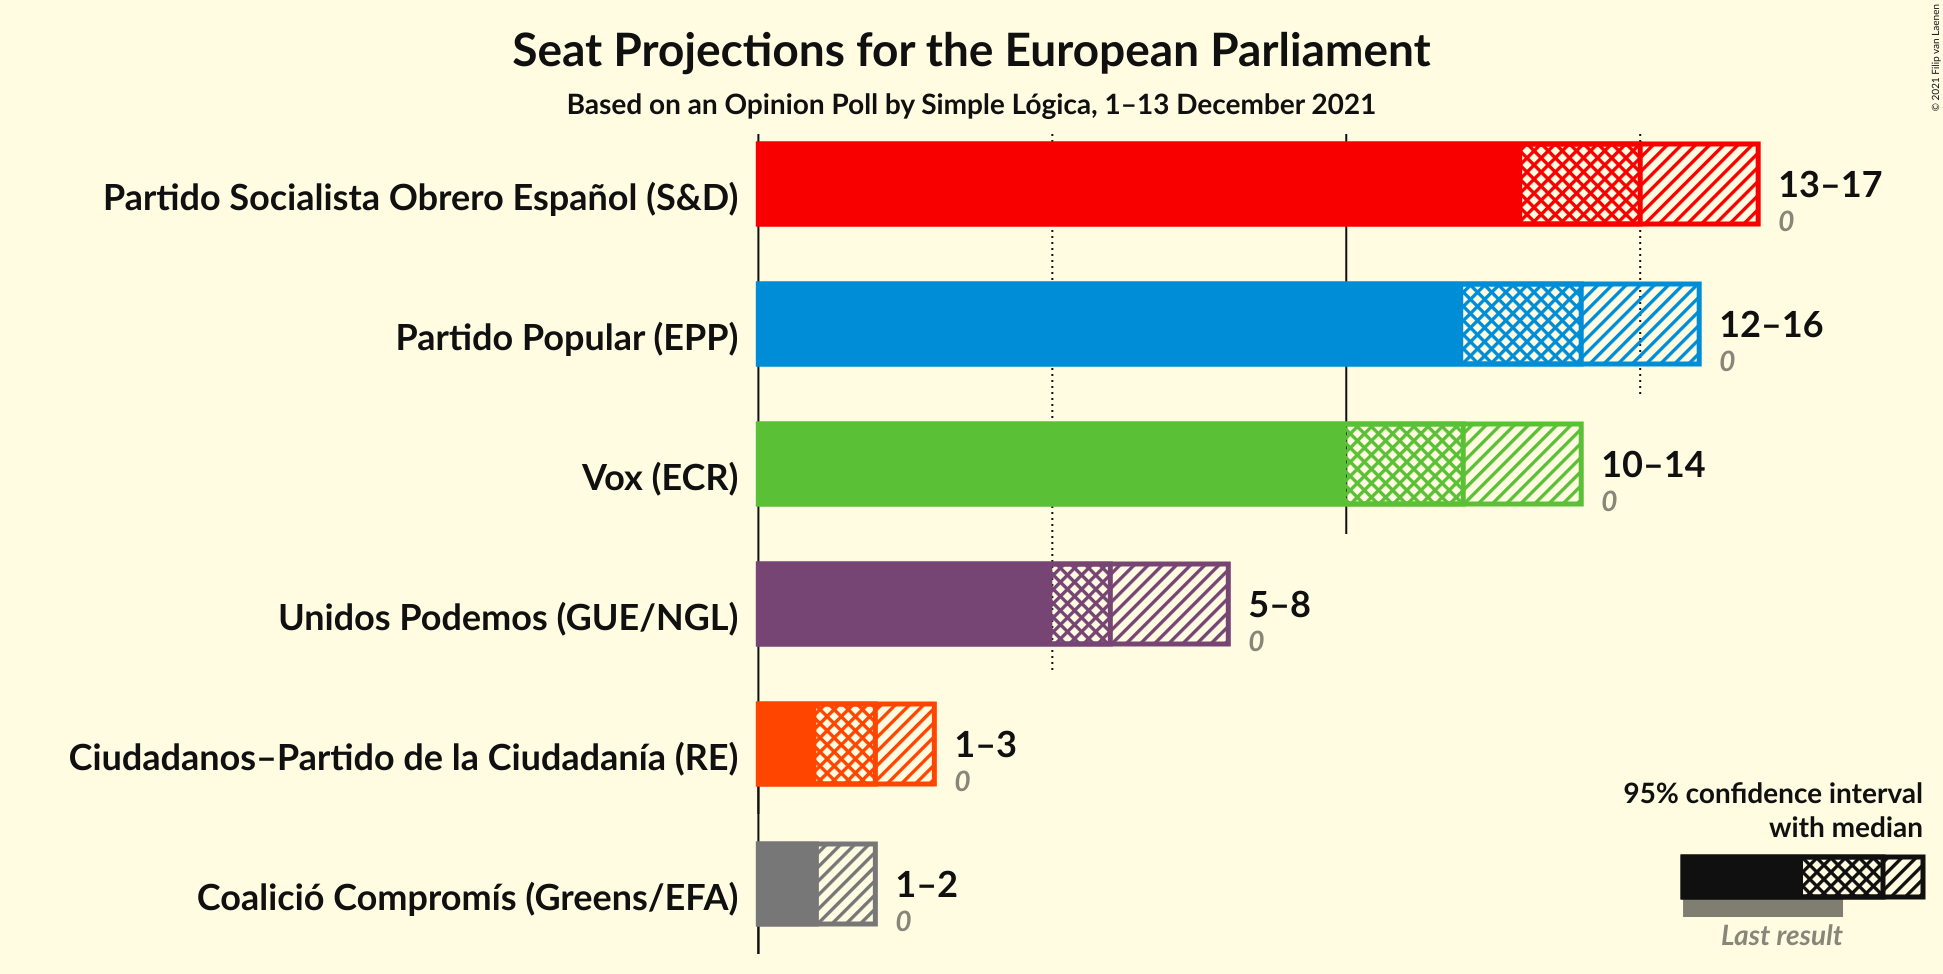 Seat Projections for the European Parliament
Based on an Opinion Poll by Simple Lógica, 1–13 December 2021
© 2021 Filip van Laenen
Partido Socialista Obrero Español (S&D)
13–17
0
Partido Popular (EPP)
12–16
0
Vox (ECR)
10–14
0
Unidos Podemos (GUE/NGL)
5–8
0
Ciudadanos–Partido de la Ciudadanía (RE)
1–3
0
Coalició Compromís (Greens/EFA)
1–2
0
95% confidence interval
with median
Last result